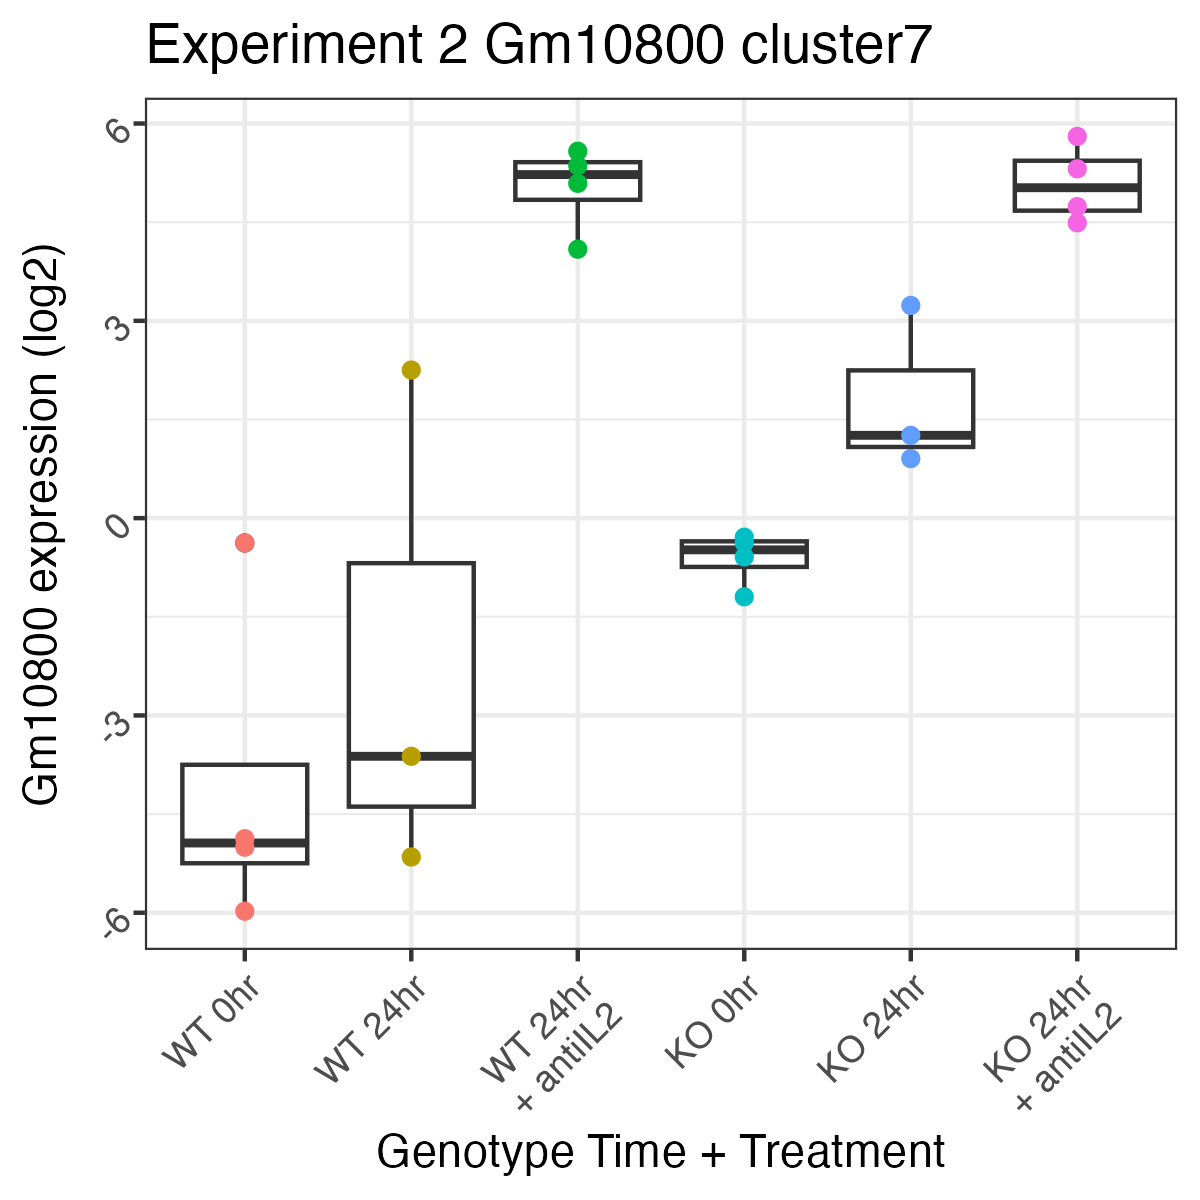 Experiment 2 Gm10800 cluster7
Gm10800 expression (log2)
6
3
0
-3
-6
WT 0hr
WT 24hr
WT 24hr
+ antiIL2
KO 0hr
KO 24hr
KO 24hr
+ antiIL2
Genotype Time + Treatment